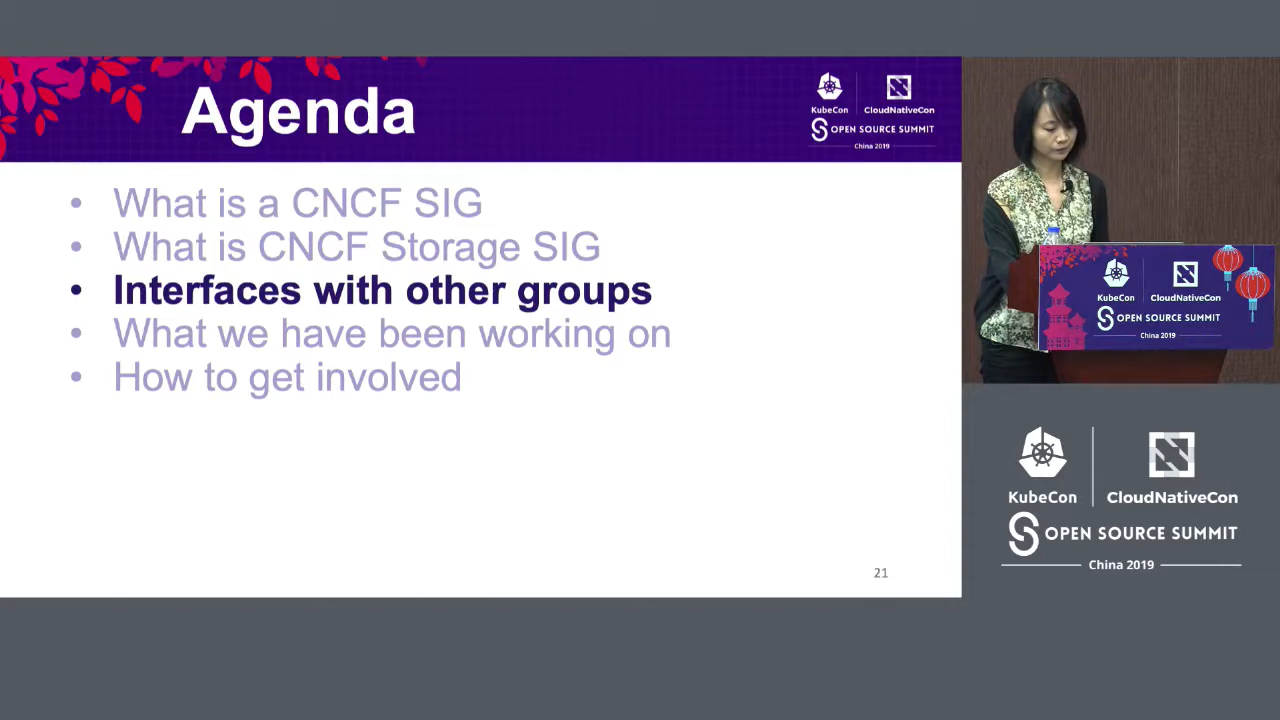 Agenda
KubeCon
CloudNativeCon
OPEN SOURCE SUMMIT
China 2019
• What is a CNCF SIG
• What is CNCF Storage SIG
• Interfaces with other groups
• What we have been working on
• How to get involved
21
KubeCon
CloudNativeCon
OPEN SOURCE SUMMIT
China 2019
KubeCon
CloudNativeCon
OPEN SOURCE SUMMIT
China 2019